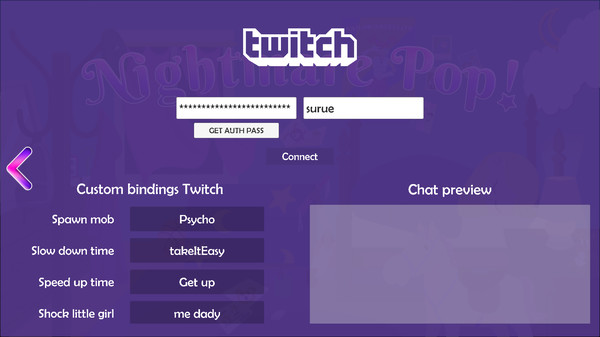 twitch
Nightmare Pop!
************************* surue
GET AUTH PASS
Connect
Custom bindings Twitch
Spawn mob Psycho
Slow down time takeItEasy
Speed up time Get up
Shock little girl me dady
Chat preview